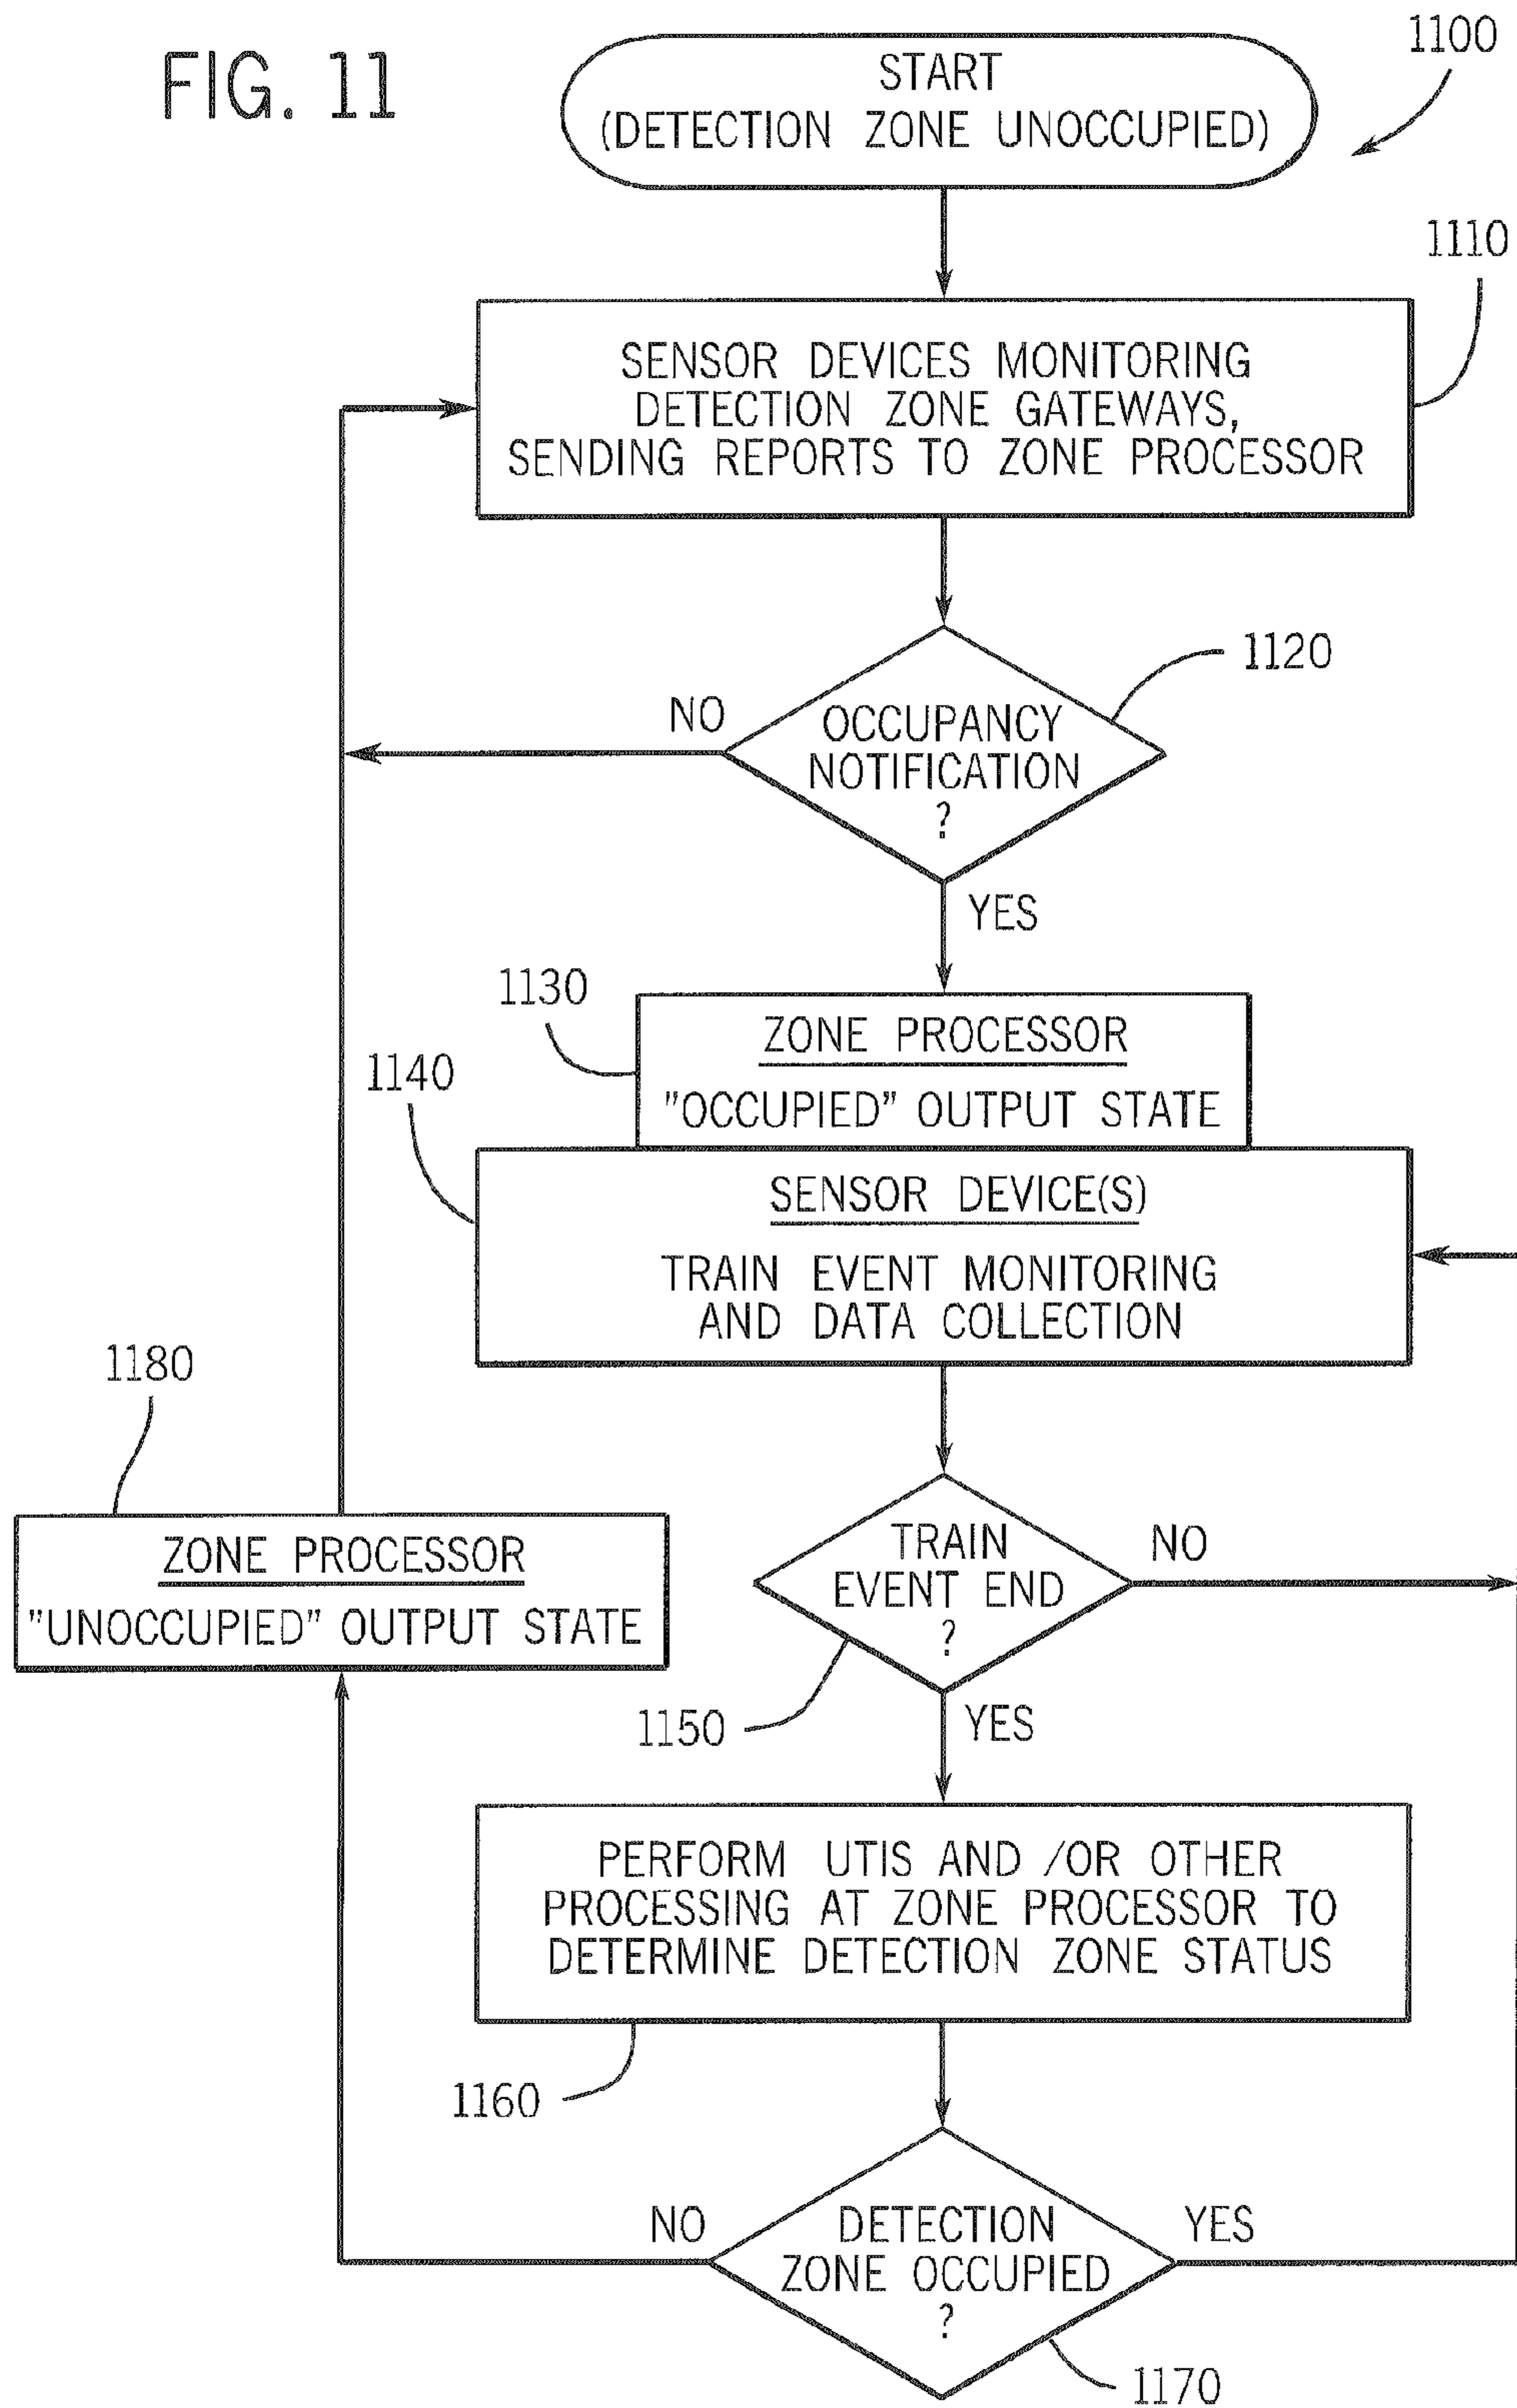 FIG. 11
1100
START
(DETECTION ZONE UNOCCUPIED)
1110
SENSOR DEVICES MONITORING
DETECTION ZONE GATEWAYS,
SENDING REPORTS TO ZONE PROCESSOR
1120
NO
OCCUPANCY
NOTIFICATION
?
YES
1130
ZONE PROCESSOR
"OCCUPIED" OUTPUT STATE
1140
SENSOR DEVICE(S)
TRAIN EVENT MONITORING
AND DATA COLLECTION
1180
ZONE PROCESSOR
"UNOCCUPIED" OUTPUT STATE
TRAIN
EVENT END
?
NO
1150
YES
PERFORM UTIS AND /OR OTHER
PROCESSING AT ZONE PROCESSOR TO
DETERMINE DETECTION ZONE STATUS
1160
NO
DETECTION
ZONE OCCUPIED
?
YES
1170